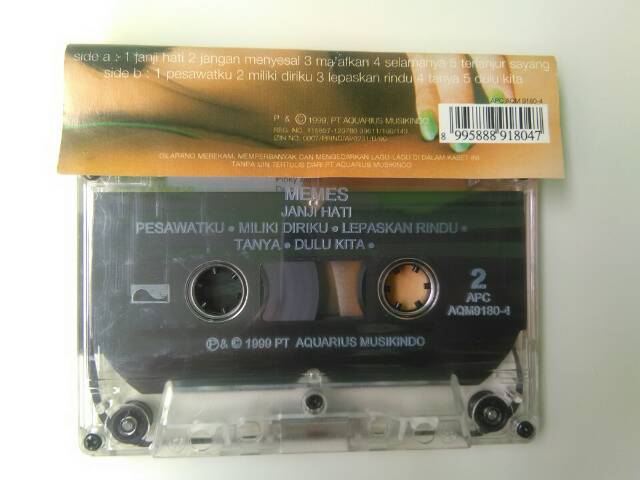 side a : 1 janji hati 2 jangan menyesal 3 ma'afkan 4 selamanya 5 terlanjur sayang
side b : 1 pesawatku 2 miliki diriku 3 lepaskan rindu 4 tanya 5 dulu kita
APC AQM 9180-4
P & © 1999, PT AQUARIUS MUSIKINDO
8 995888 918047
DILARANG MEREKAM, MEMPERBANYAK DAN MENGEDARKAN LAGU-LAGU DI DALAM KASET INI
TANPA IJIN TERTULIS DARI PT AQUARIUS MUSIKINDO
MEMES
JANJI HATI
PESAWATKU • MILIKI DIRIKU • LEPASKAN RINDU •
TANYA • DULU KITA •
2
APC
AQM9180-4
℗ & © 1999 PT AQUARIUS MUSIKINDO